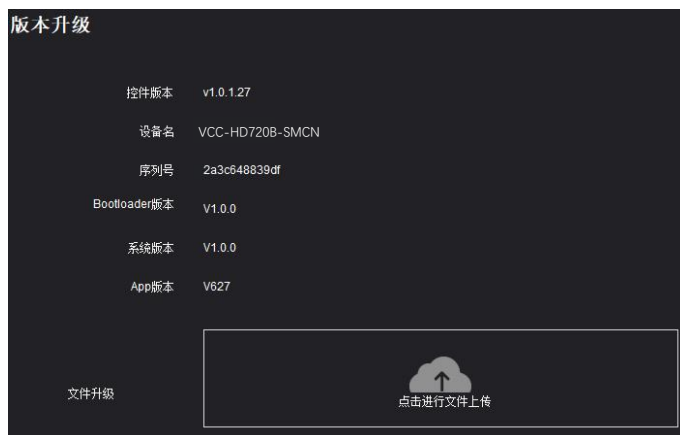 版本升级
控件版本 v1.0.1.27
设备名 VCC-HD720B-SMCN
序列号 2a3c648839df
Bootloader版本 V1.0.0
系统版本 V1.0.0
App版本 V627
文件升级 点击进行文件上传